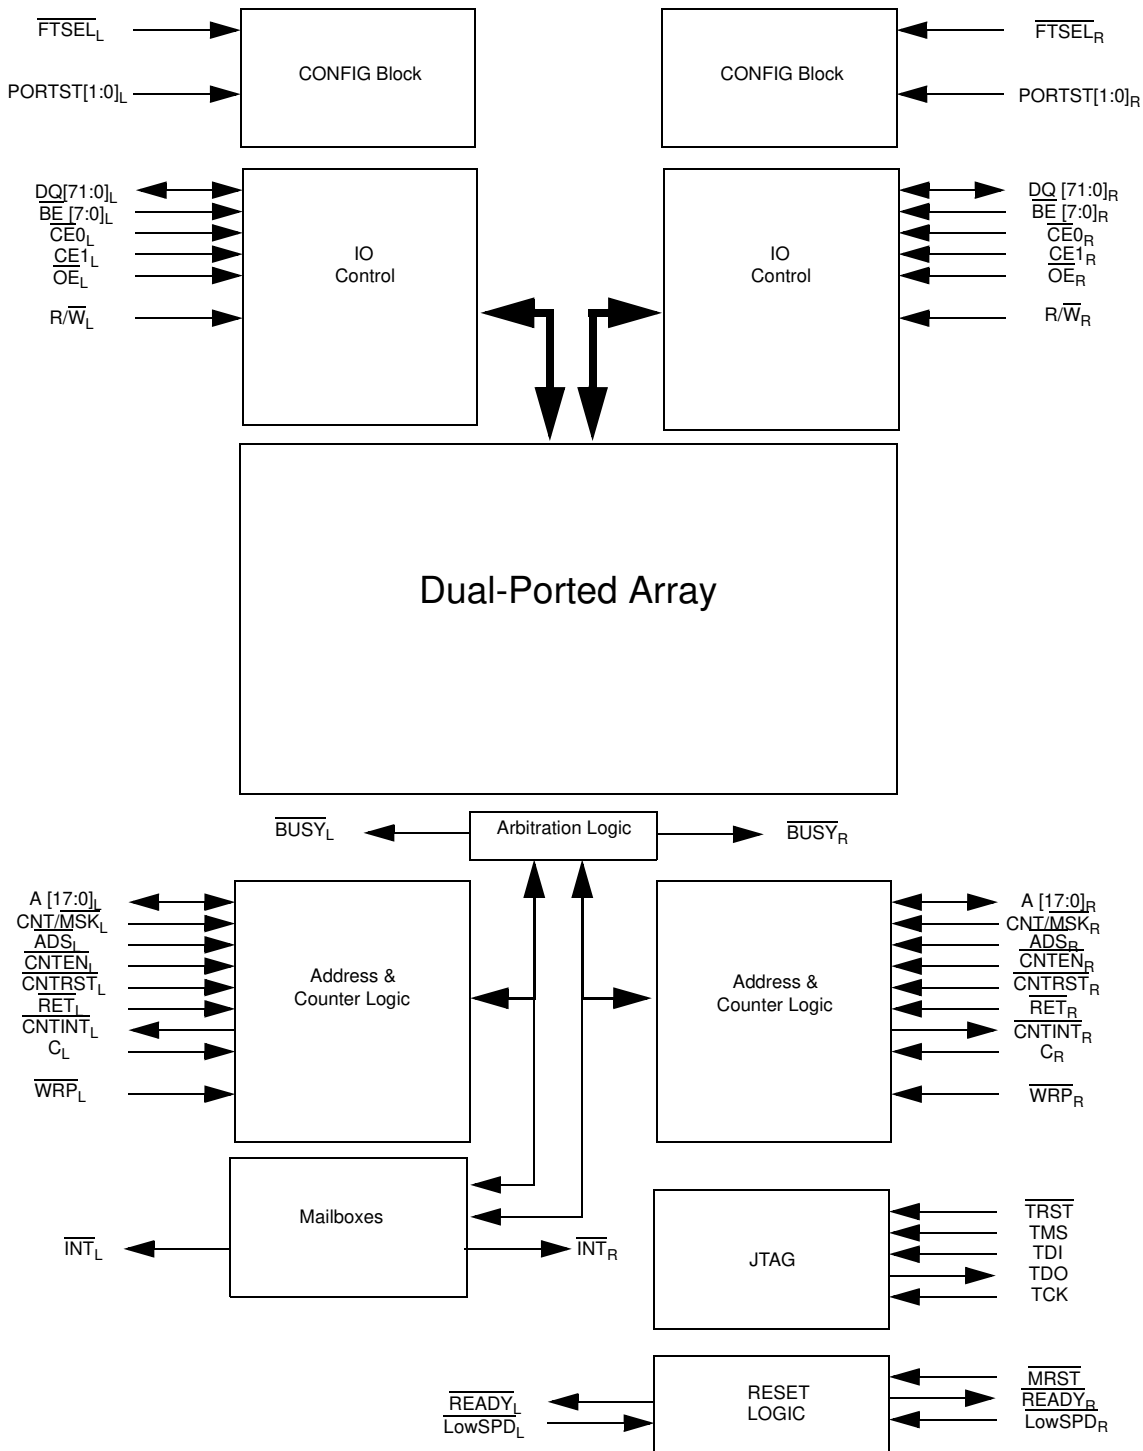 FTSEL_L
FTSEL_R
CONFIG Block
CONFIG Block
PORTST[1:0]_L
PORTST[1:0]_R
DQ[71:0]_L
BE [7:0]_L
CE0_L
CE1_L
OE_L
R/W_L
IO
Control
IO
Control
DQ [71:0]_R
BE [7:0]_R
CE0_R
CE1_R
OE_R
R/W_R
Dual-Ported Array
BUSY_L
Arbitration Logic
BUSY_R
A [17:0]_L
CNT/MSK_L
ADS_L
CNTEN_L
CNTRST_L
RET_L
CNTINT_L
C_L
WRP_L
Address &
Counter Logic
Address &
Counter Logic
A [17:0]_R
CNT/MSK_R
ADS_R
CNTEN_R
CNTRST_R
RET_R
CNTINT_R
C_R
WRP_R
Mailboxes
INT_L
INT_R
JTAG
TRST
TMS
TDI
TDO
TCK
READY_L
LowSPD_L
RESET
LOGIC
MRST
READY_R
LowSPD_R